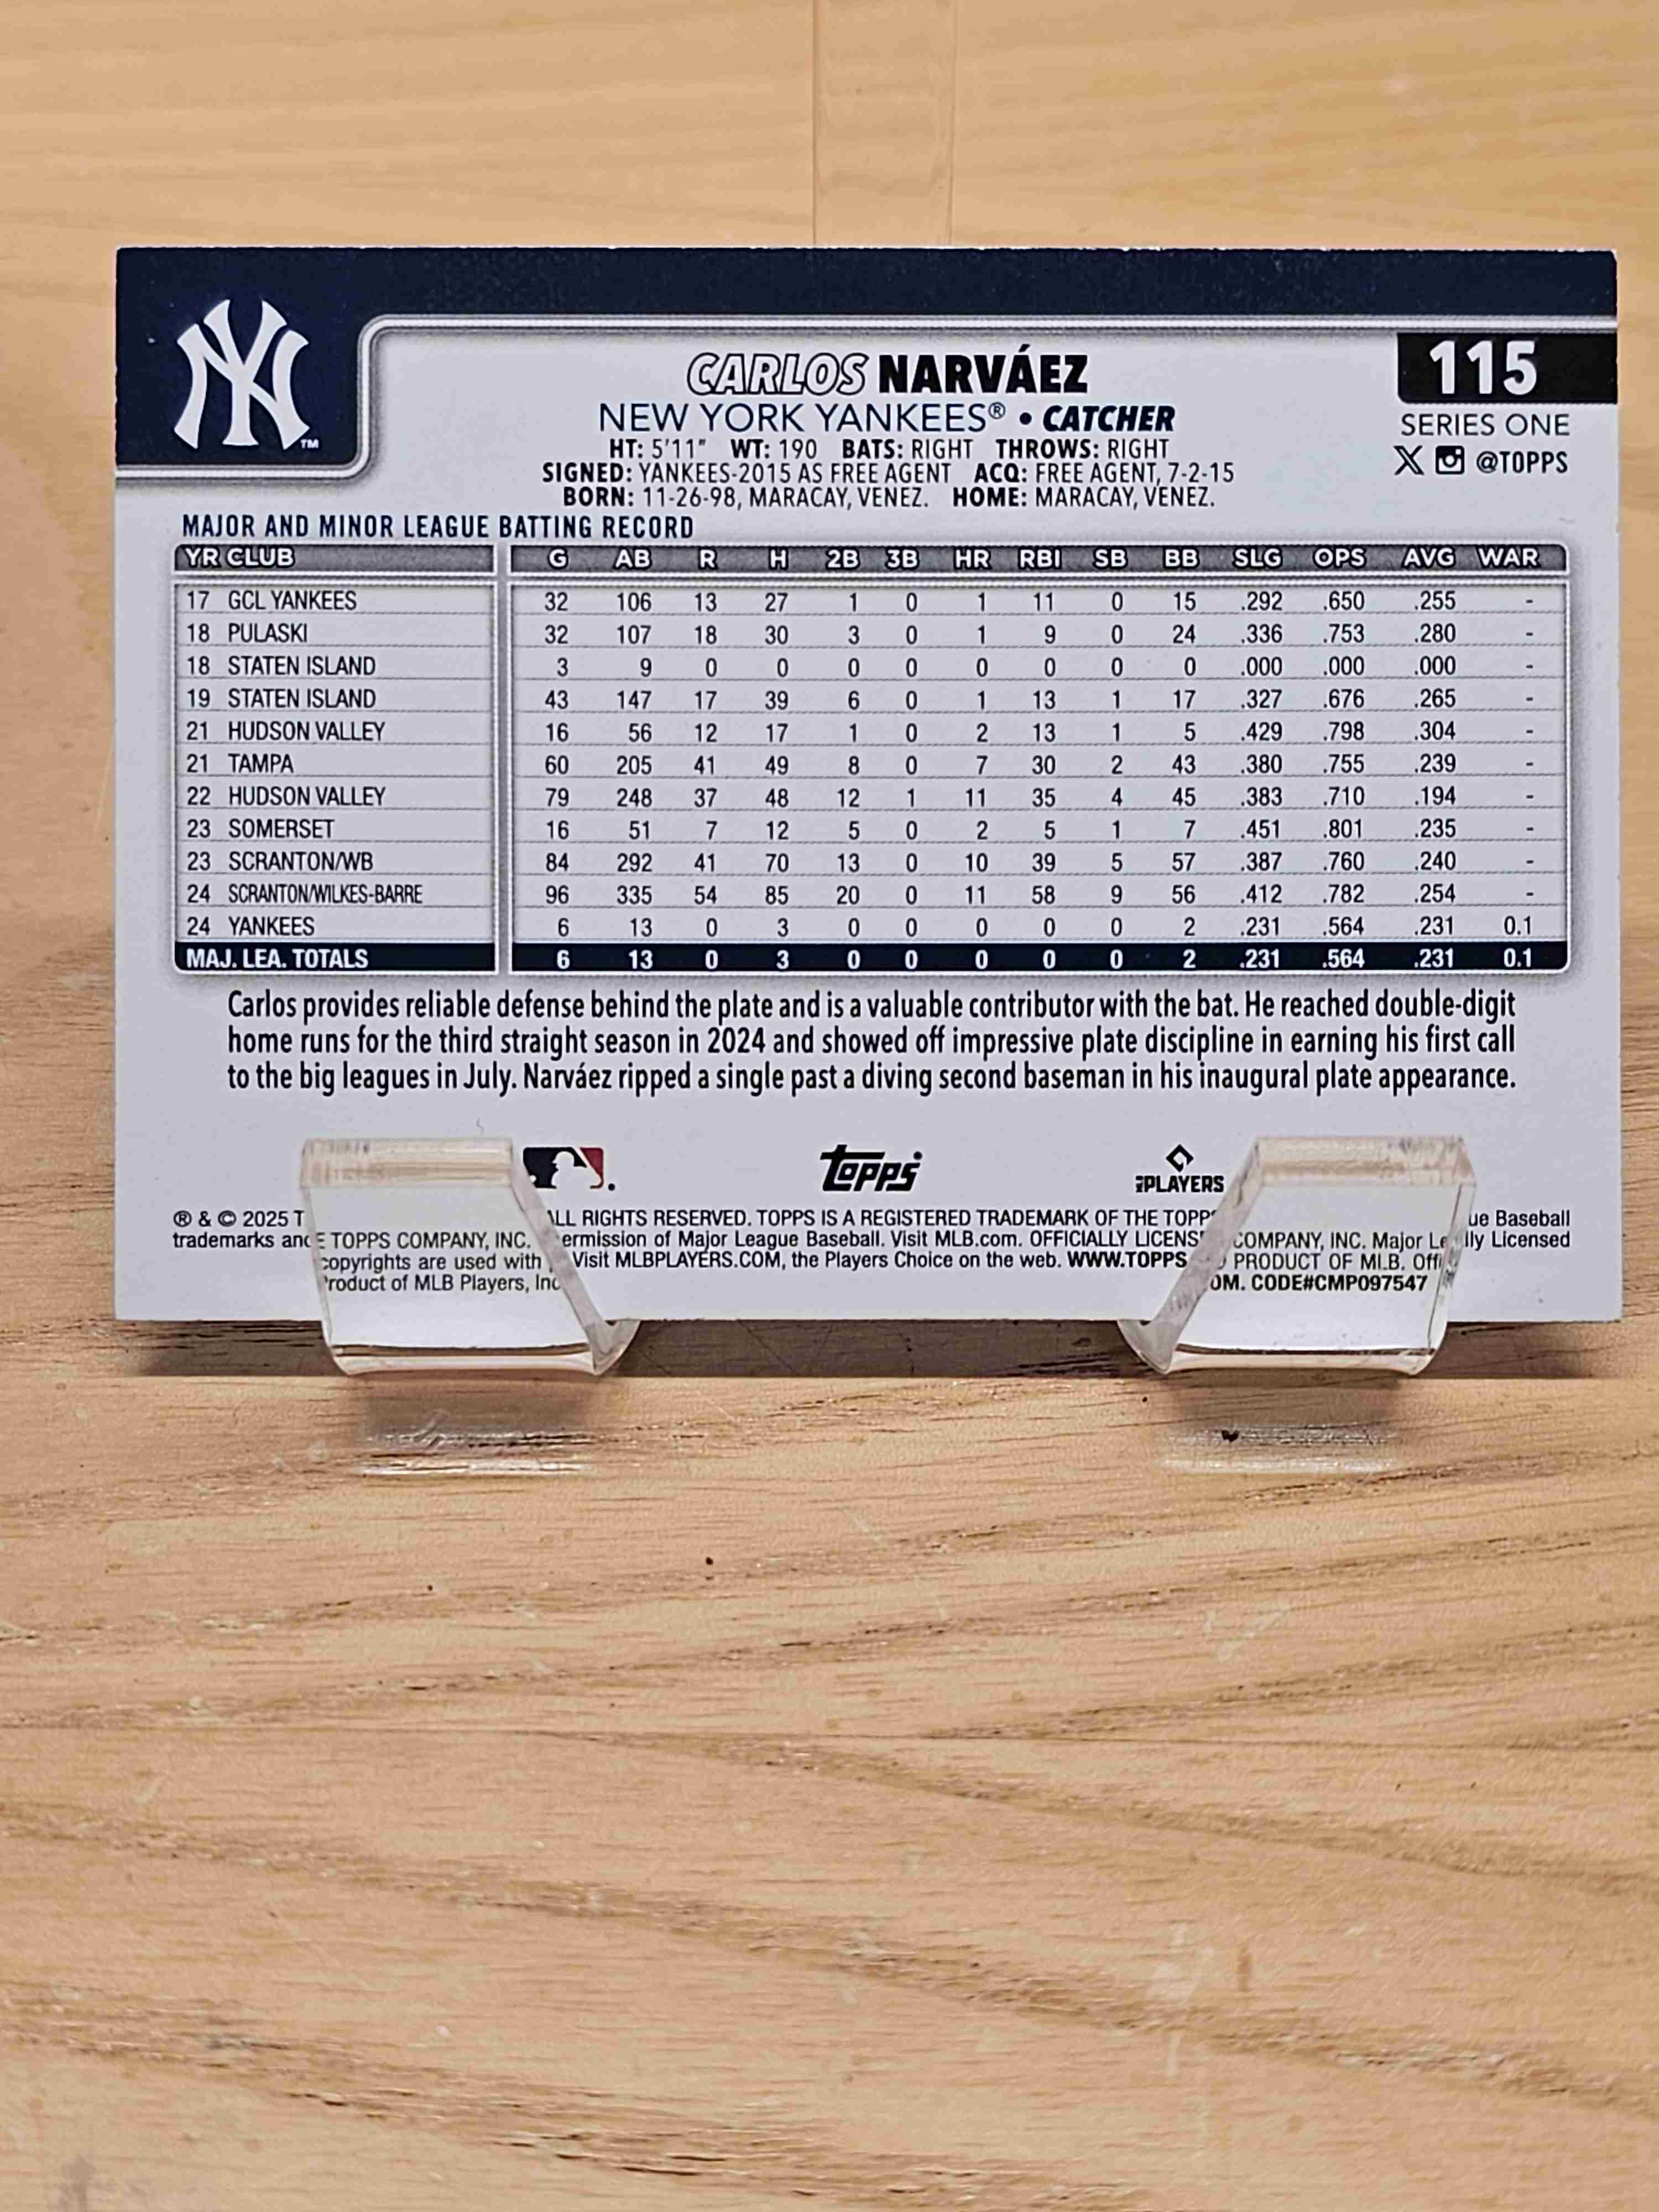 NY
TM
CARLOS NARVÁEZ
115
NEW YORK YANKEES® • CATCHER
SERIES ONE
HT: 5'11" WT: 190 BATS: RIGHT THROWS: RIGHT
X @TOPPS
SIGNED: YANKEES-2015 AS FREE AGENT ACQ: FREE AGENT, 7-2-15
BORN: 11-26-98, MARACAY, VENEZ. HOME: MARACAY, VENEZ.
MAJOR AND MINOR LEAGUE BATTING RECORD
YR CLUB G AB R H 2B 3B HR RBI SB BB SLG OPS AVG WAR
17 GCL YANKEES 32 106 13 27 1 0 1 11 0 15 .292 .650 .255 -
18 PULASKI 32 107 18 30 3 0 1 9 0 24 .336 .753 .280 -
18 STATEN ISLAND 3 9 0 0 0 0 0 0 0 0 .000 .000 .000 -
19 STATEN ISLAND 43 147 17 39 6 0 1 13 1 17 .327 .676 .265 -
21 HUDSON VALLEY 16 56 12 17 1 0 2 13 1 5 .429 .798 .304 -
21 TAMPA 60 205 41 49 8 0 7 30 2 43 .380 .755 .239 -
22 HUDSON VALLEY 79 248 37 48 12 1 11 35 4 45 .383 .710 .194 -
23 SOMERSET 16 51 7 12 5 0 2 5 1 7 .451 .801 .235 -
23 SCRANTON/WB 84 292 41 70 13 0 10 39 5 57 .387 .760 .240 -
24 SCRANTON/WILKES-BARRE 96 335 54 85 20 0 11 58 9 56 .412 .782 .254 -
24 YANKEES 6 13 0 3 0 0 0 0 0 2 .231 .564 .231 0.1
MAJ. LEA. TOTALS 6 13 0 3 0 0 0 0 0 2 .231 .564 .231 0.1
Carlos provides reliable defense behind the plate and is a valuable contributor with the bat. He reached double-digit
home runs for the third straight season in 2024 and showed off impressive plate discipline in earning his first call
to the big leagues in July. Narváez ripped a single past a diving second baseman in his inaugural plate appearance.
topps
PLAYERS
® & © 2025 TOPPS COMPANY, INC. ALL RIGHTS RESERVED. TOPPS IS A REGISTERED TRADEMARK OF THE TOPPS COMPANY, INC. Major Baseball
trademarks and copyrights are used with permission of Major League Baseball. Visit MLB.com. OFFICIALLY PRODUCT OF MLB. Licensed
Product of MLB Players, Inc. Visit MLBPLAYERS.COM, the Players Choice on the web. WWW.TOPPS CODE#CMP097547